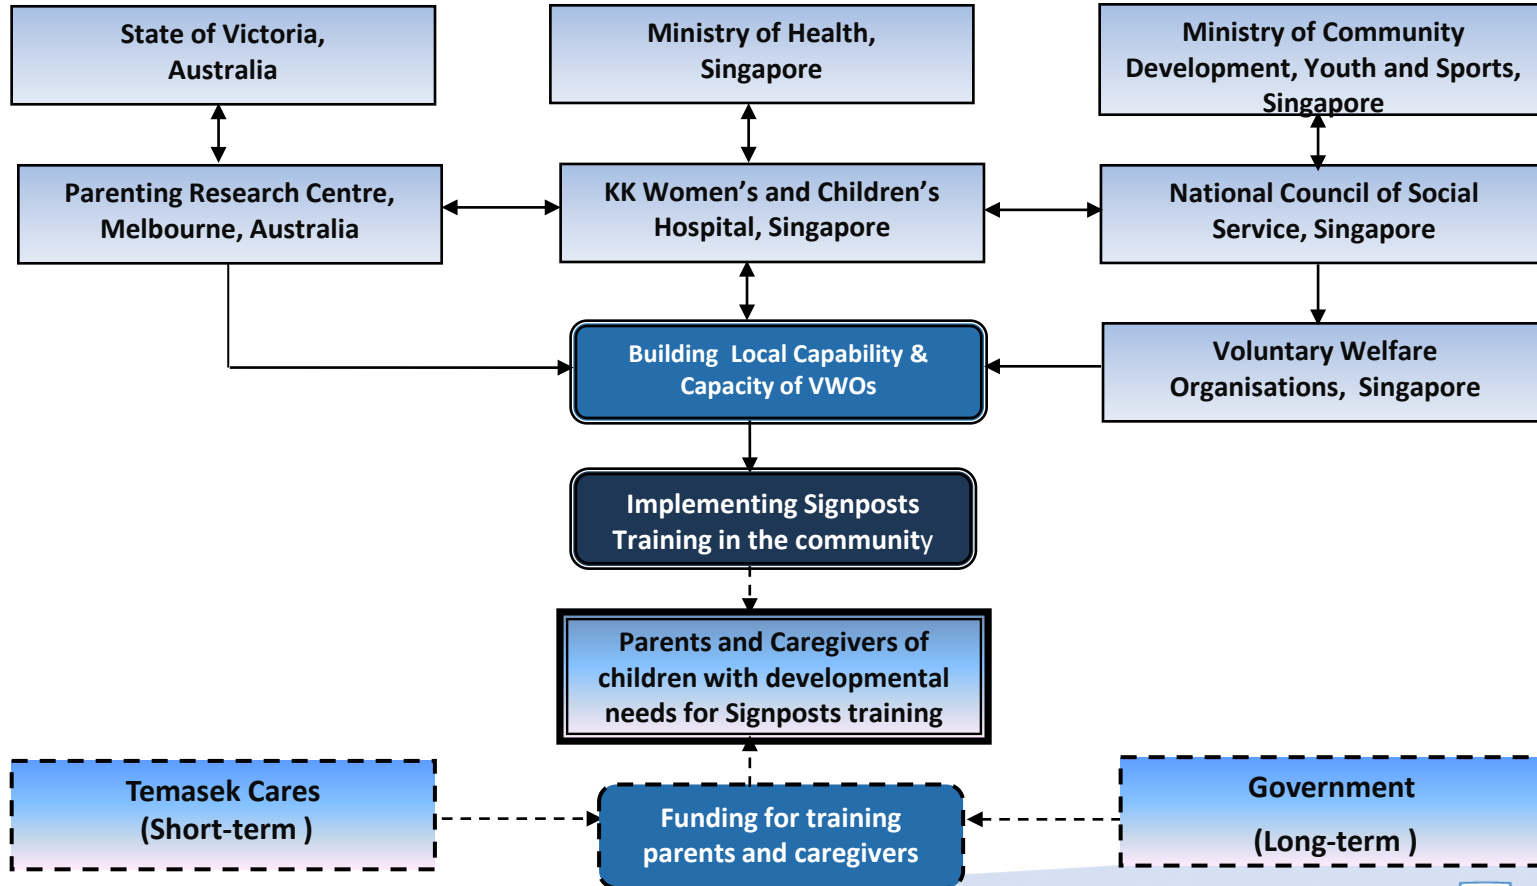 State of Victoria,
Australia
Ministry of Health,
Singapore
Ministry of Community
Development, Youth and Sports,
Singapore
Parenting Research Centre,
Melbourne, Australia
KK Women’s and Children’s
Hospital, Singapore
National Council of Social
Service, Singapore
Building  Local Capability &
Capacity of VWOs
Voluntary Welfare
Organisations,  Singapore
Implementing Signposts
Training in the community
Parents and Caregivers of
children with developmental
needs for Signposts training
Temasek Cares
(Short-term )
Funding for training
parents and caregivers
Government
(Long-term )